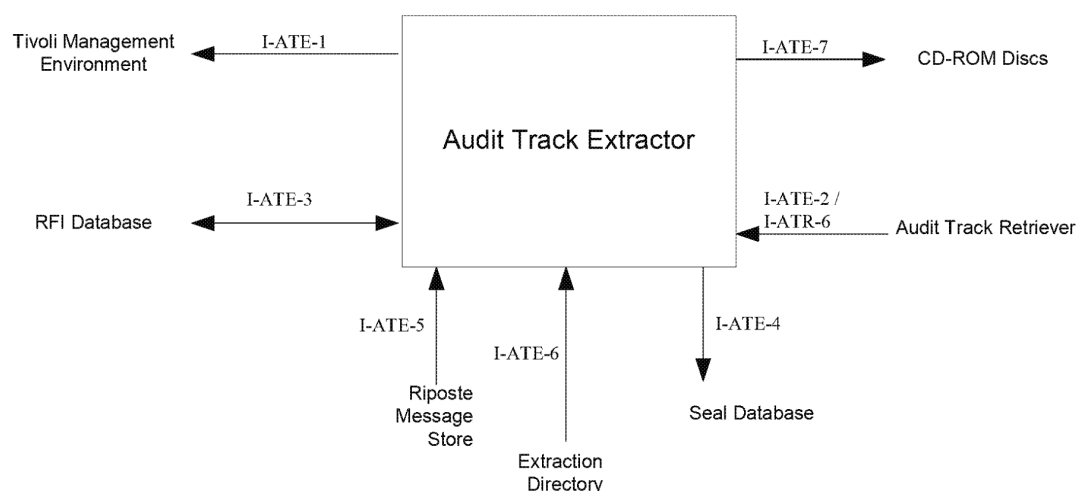 Tivoli Management
Environment
I-ATE-1
I-ATE-7
CD-ROM Discs
Audit Track Extractor
RFI Database
I-ATE-3
I-ATE-2 /
I-ATR-6
Audit Track Retriever
I-ATE-5
I-ATE-6
I-ATE-4
Riposte
Message
Store
Seal Database
Extraction
Directory